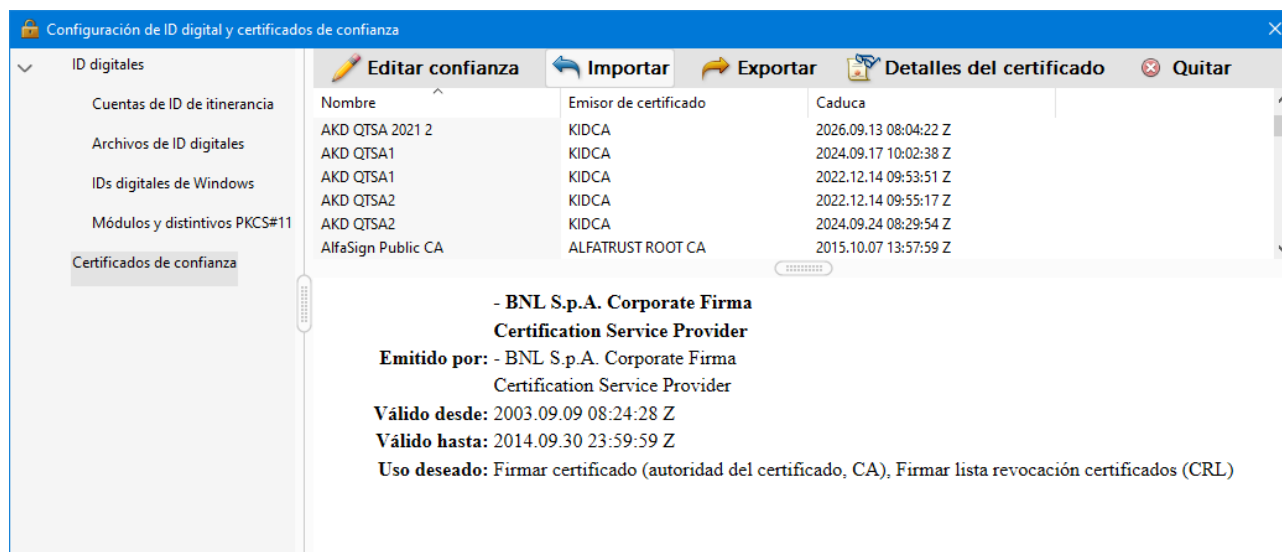 Configuración de ID digital y certificados de confianza
ID digitales
Cuentas de ID de itinerancia
Archivos de ID digitales
IDs digitales de Windows
Módulos y distintivos PKCS#11
Certificados de confianza
Editar confianza Importar Exportar Detalles del certificado Quitar
Nombre Emisor de certificado Caduca
AKD QTSA 2021 2 KIDCA 2026.09.13 08:04:22 Z
AKD QTSA1 KIDCA 2024.09.17 10:02:38 Z
AKD QTSA1 KIDCA 2022.12.14 09:53:51 Z
AKD QTSA2 KIDCA 2022.12.14 09:55:17 Z
AKD QTSA2 KIDCA 2024.09.24 08:29:54 Z
AlfaSign Public CA ALFATRUST ROOT CA 2015.10.07 13:57:59 Z
- BNL S.p.A. Corporate Firma
Certification Service Provider
Emitido por: - BNL S.p.A. Corporate Firma
Certification Service Provider
Válido desde: 2003.09.09 08:24:28 Z
Válido hasta: 2014.09.30 23:59:59 Z
Uso deseado: Firmar certificado (autoridad del certificado, CA), Firmar lista revocación certificados (CRL)